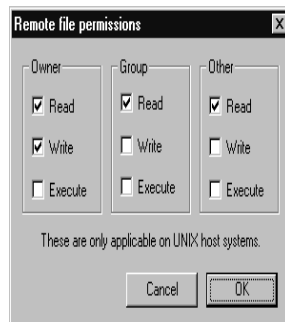 Remote file permissions
Owner
Group
Other
Read
Read
Read
Write
Write
Write
Execute
Execute
Execute
These are only applicable on UNIX host systems.
Cancel
OK